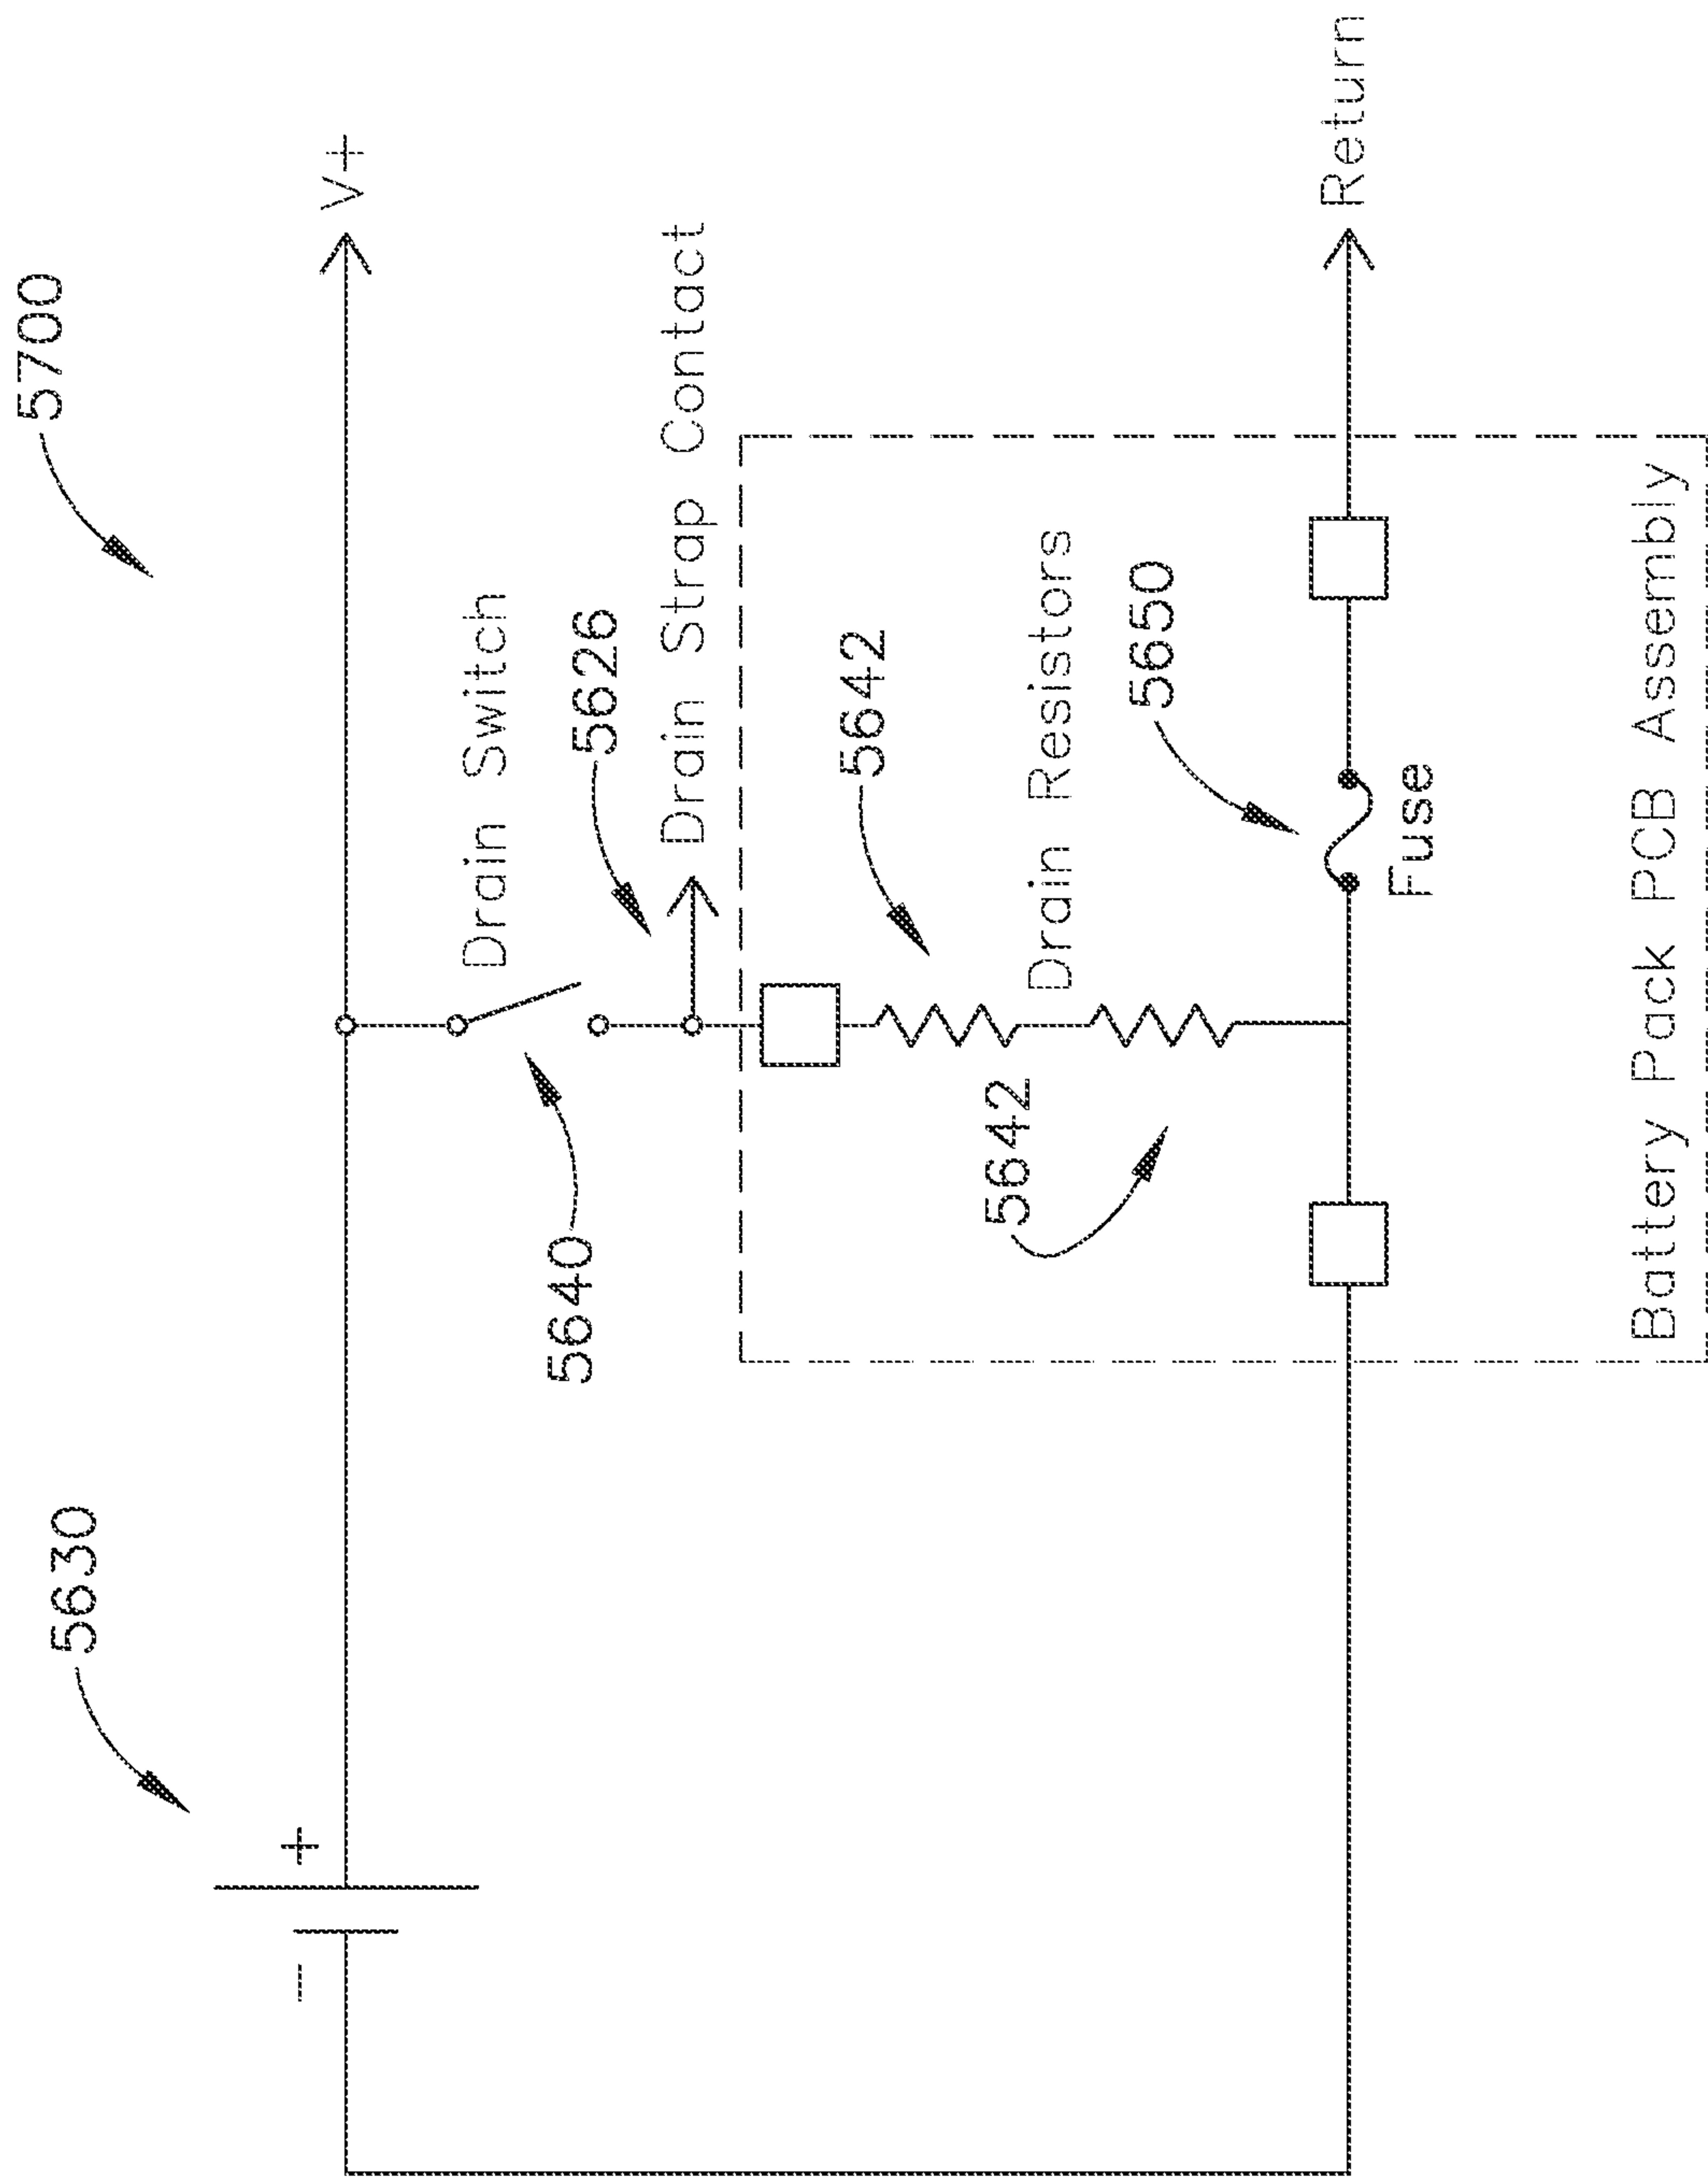 5700
5630
− +
V+
Drain Switch
5640
5626
Drain Strap Contact
5642
5642
Drain Resistors
5650
Return
Fuse
Battery Pack PCB Assembly